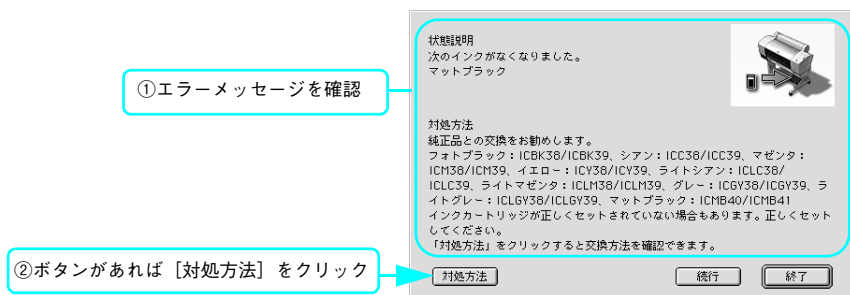 状態説明
次のインクがなくなりました。
マットブラック
①エラーメッセージを確認
対処方法
純正品との交換をお勧めします。
フォトブラック：ICBK38/ICBK39、シアン：ICC38/ICC39、マゼンタ：
ICM38/ICM39、イエロー：ICY38/ICY39、ライトシアン：ICLC38/
ICLC39、ライトマゼンタ：ICLM38/ICLM39、グレー：ICGY38/ICGY39、ラ
イトグレー：ICLGY38/ICLGY39、マットブラック：ICMB40/ICMB41
インクカートリッジが正しくセットされていない場合もあります。正しくセット
してください。
「対処方法」をクリックすると交換方法を確認できます。
②ボタンがあれば［対処方法］をクリック
対処方法
続行
終了